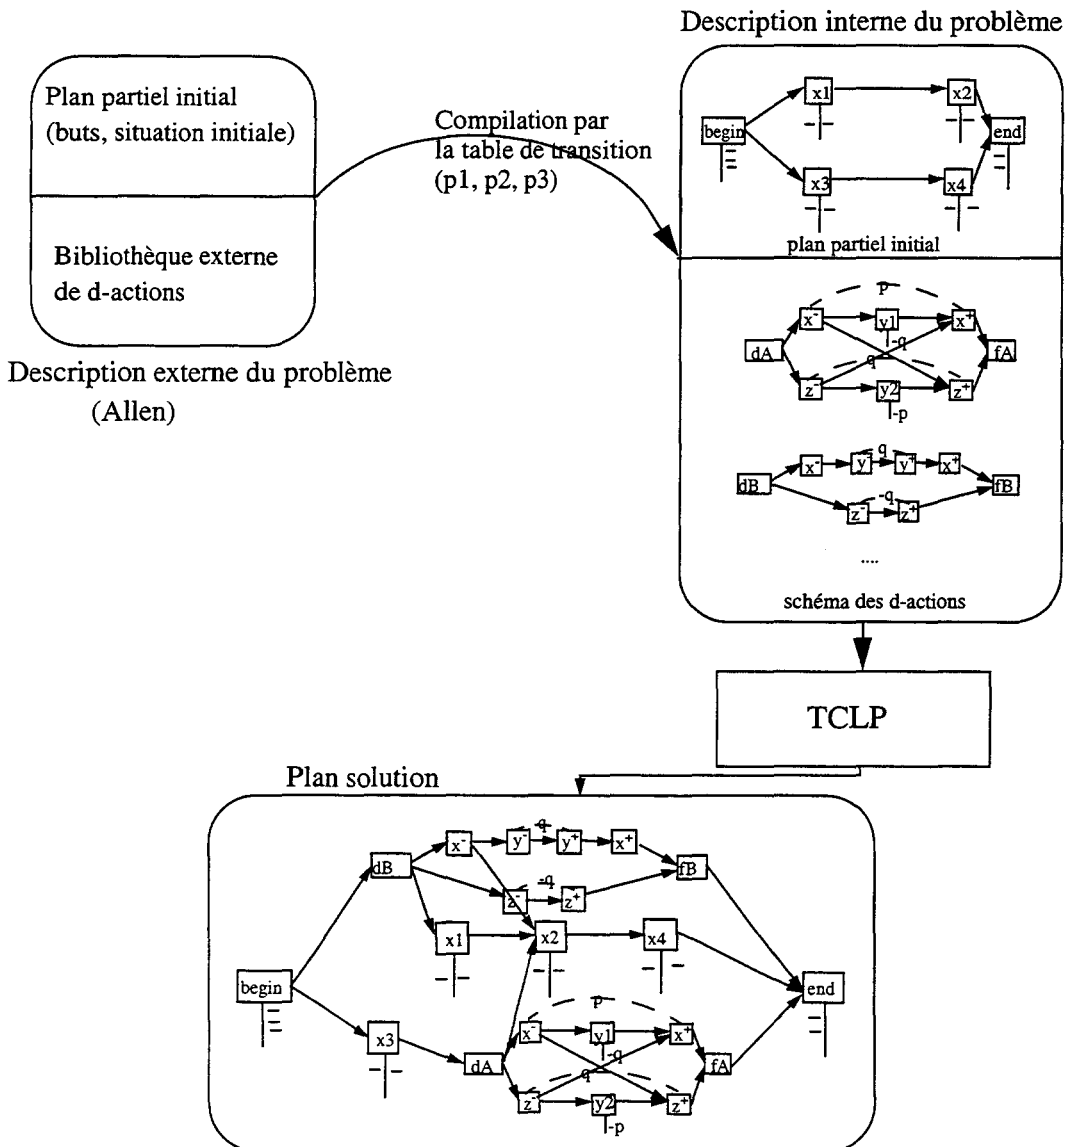 Description interne du problème
Plan partiel initial
(buts, situation initiale)
Bibliothèque externe
de d-actions
Description externe du problème
(Allen)
Compilation par
la table de transition
(p1, p2, p3)
x1
x2
begin
end
x3
x4
plan partiel initial
p
x-
y1
x+
-q
dA
fA
q
z-
y2
z+
-p
q
x-
y-
y+
x+
dB
fB
-q
z-
z+
....
schéma des d-actions
TCLP
Plan solution
-q
x-
y-
y+
x+
dB
fB
-q
z-
z+
x1
x2
x4
begin
end
p
x3
x-
y1
x+
-q
dA
fA
q
z-
y2
z+
-p